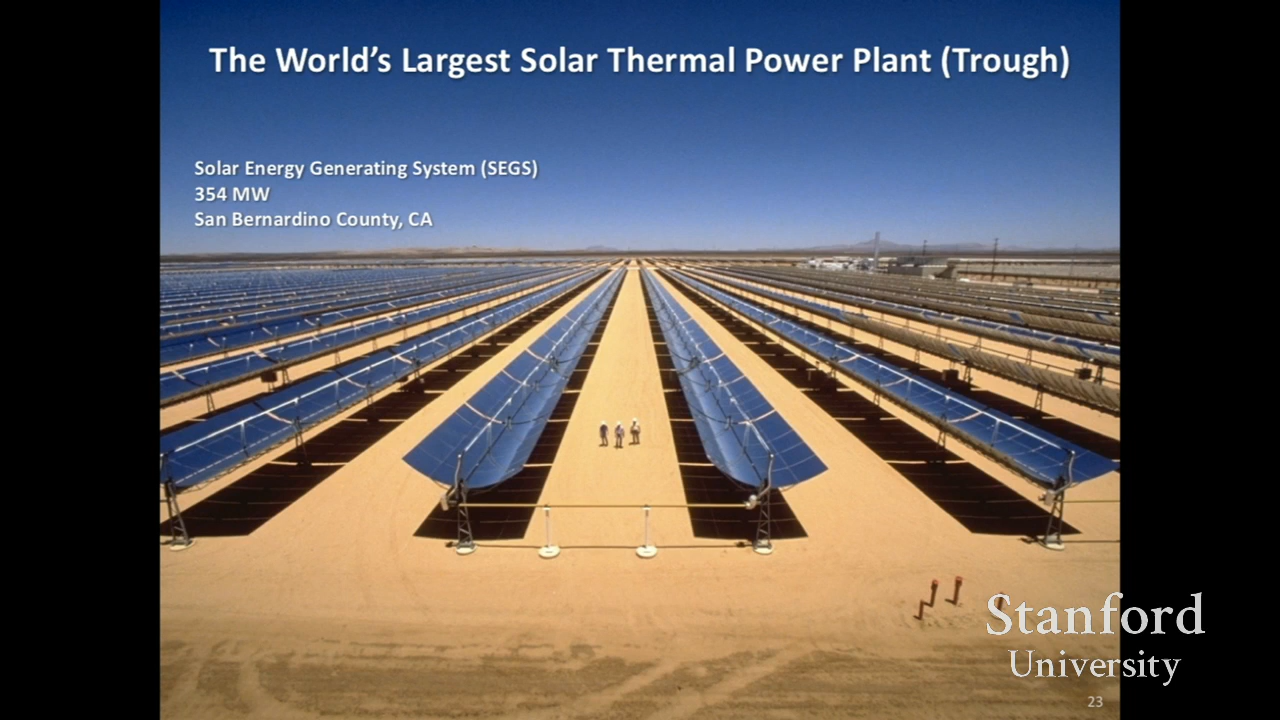 The World’s Largest Solar Thermal Power Plant (Trough)
Solar Energy Generating System (SEGS)
354 MW
San Bernardino County, CA
Stanford
University
23